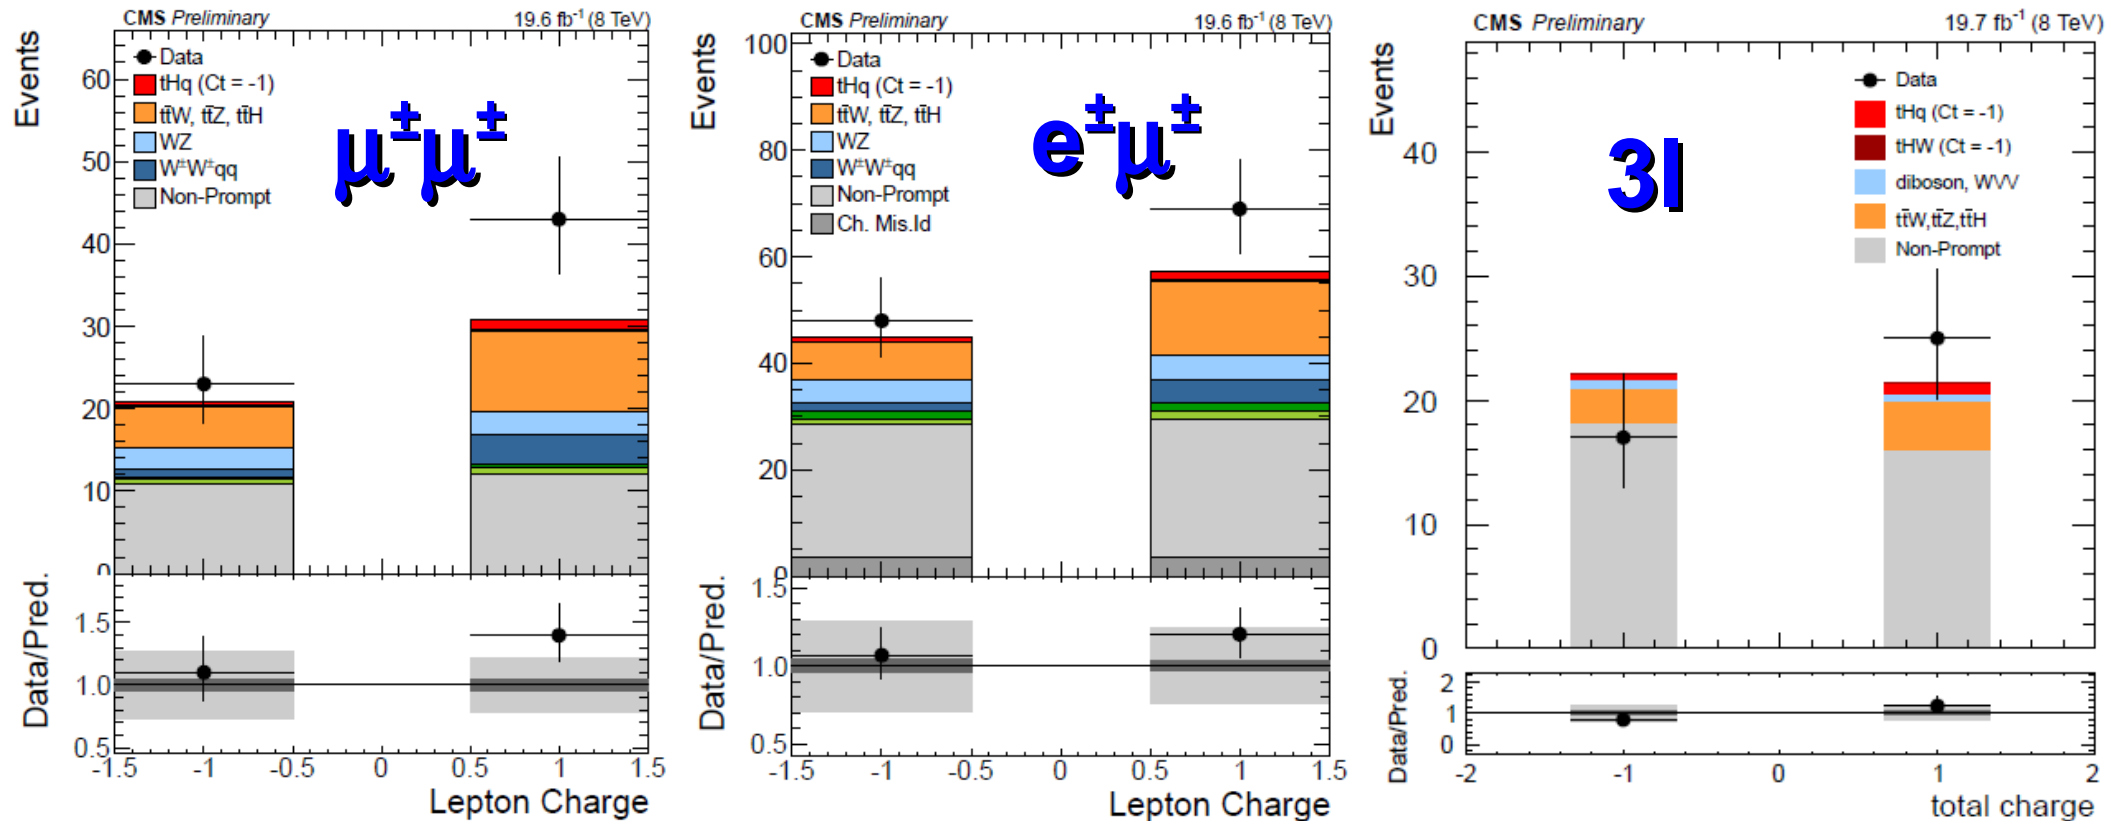 CMS Preliminary 19.6 fb⁻¹ (8 TeV)
Events
Data
tHq (Ct = -1)
tt̄W, tt̄Z, tt̄H
WZ
W±W±qq
Non-Prompt
μ±μ±
60
50
40
30
20
10
0
Data/Pred.
1.5
1.0
0.5
-1.5 -1 -0.5 0 0.5 1 1.5
Lepton Charge
CMS Preliminary 19.6 fb⁻¹ (8 TeV)
Events
Data
tHq (Ct = -1)
tt̄W, tt̄Z, tt̄H
WZ
W±W±qq
Non-Prompt
Ch. Mis.Id
e±μ±
100
80
60
40
20
0
Data/Pred.
1.5
1.0
0.5
-1.5 -1 -0.5 0 0.5 1 1.5
Lepton Charge
CMS Preliminary 19.7 fb⁻¹ (8 TeV)
Events
Data
tHq (Ct = -1)
tHW (Ct = -1)
diboson, WVV
tt̄W,tt̄Z,tt̄H
Non-Prompt
3l
40
30
20
10
0
Data/Pred.
2
1
0
-2 -1 0 1 2
total charge